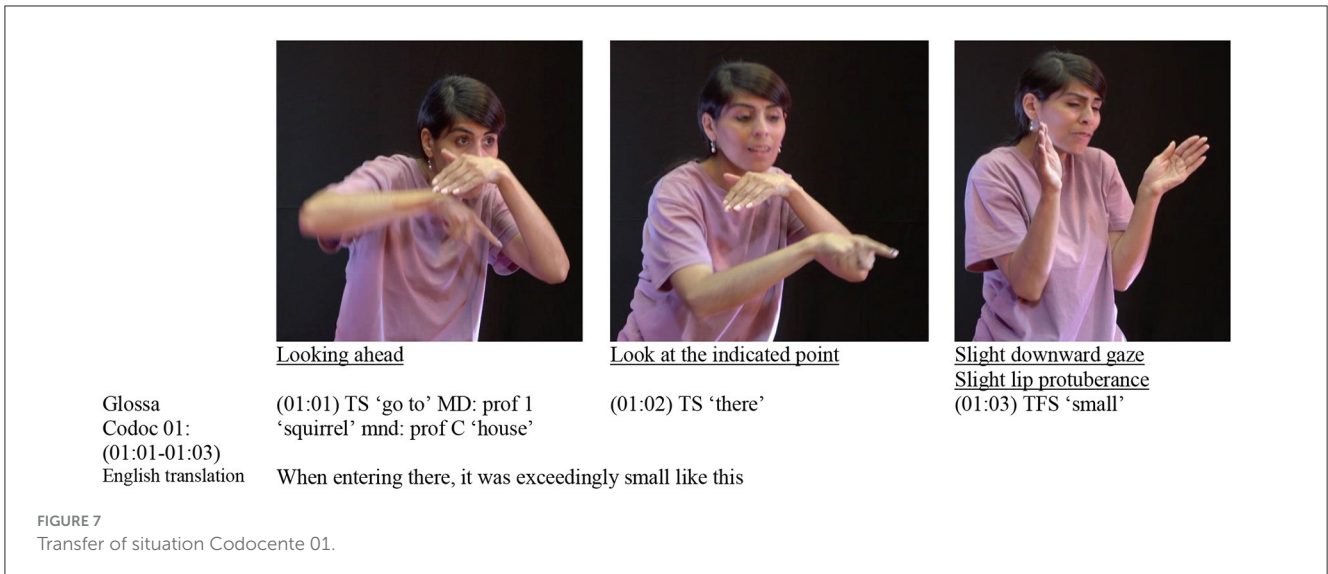 Looking ahead Look at the indicated point Slight downward gaze
Slight lip protuberance
Glossa (01:01) TS ‘go to’ MD: prof 1 (01:02) TS ‘there’ (01:03) TFS ‘small’
Codoc 01: ‘squirrel’ mnd: prof C ‘house’
(01:01-01:03)
English translation When entering there, it was exceedingly small like this
FIGURE 7
Transfer of situation Codocente 01.